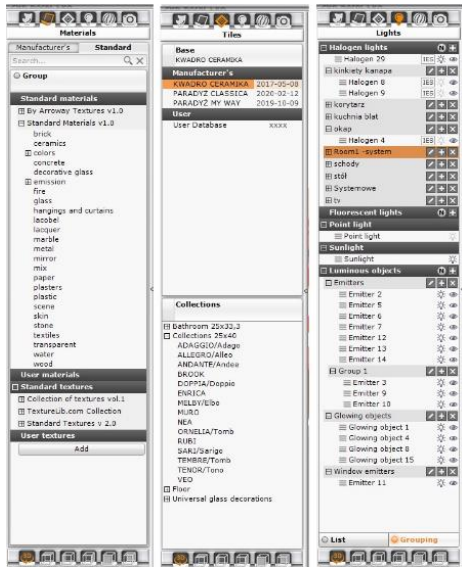 Materials
Manufacturer's Standard
Search...
Group
Standard materials
By Arroway Textures v1.0
Standard Materials v1.0
brick
ceramics
colors
concrete
decorative glass
emission
fire
glass
hangings and curtains
lacobel
lacquer
marble
metal
mirror
mix
paper
plasters
plastic
scene
skin
stone
textiles
transparent
water
wood
User materials
Standard textures
Collection of textures vol.1
TextureLib.com Collection
Standard Textures v 2.0
User textures
Add
Tiles
Base
KWADRO CERAMIKA
Manufacturer's
KWADRO CERAMIKA 2017-05-08
PARADYZ CLASSICA 2020-02-12
PARADYŻ MY WAY 2019-10-09
User
User Database xxxx
Collections
Bathroom 25x33,3
Collections 25x40
ADAGGIO/Adage
ALLEGRO/Alleo
ANDANTE/Andee
BROOK
DOPPIA/Doppio
ENRICA
MELBY/Elbo
MURO
NEA
ORNELIA/Tomb
RUBI
SARI/Sarigo
TEMBRE/Tomb
TENOR/Tono
VEO
Floor
Universal glass decorations
Lights
Halogen lights
Halogen 29 IES
kinkiety kanapa
Halogen 8 IES
Halogen 9 IES
korytarz
kuchnia blat
okap
Halogen 4 IES
Room1 -system
schody
stół
Systemowe
tv
Fluorescent lights
Point light
Point light
Sunlight
Sunlight
Luminous objects
Emitters
Emitter 2
Emitter 5
Emitter 6
Emitter 7
Emitter 12
Emitter 13
Emitter 14
Group 1
Emitter 3
Emitter 9
Emitter 10
Glowing objects
Glowing object 1
Glowing object 4
Glowing object 8
Glowing object 15
Window emitters
Emitter 11
List Grouping